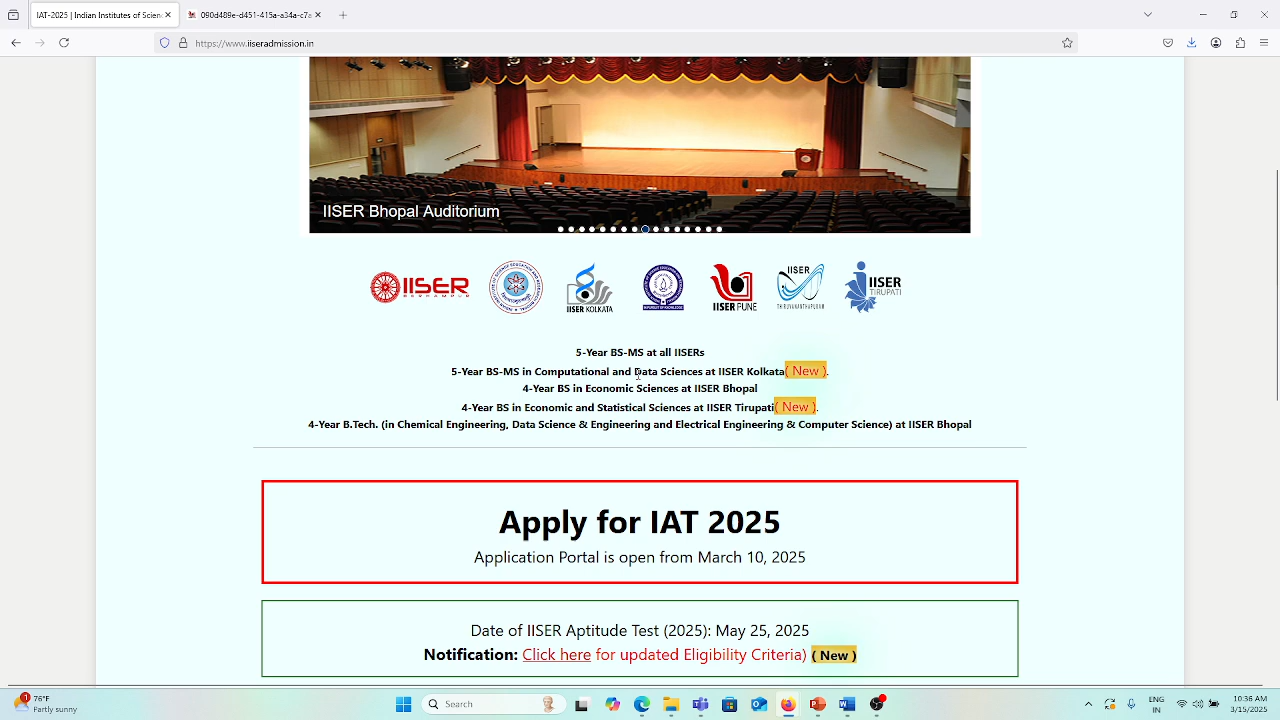 IAT-2025 | Indian Institutes of Scienc
090d489e-d451-415a-a34a-c7a
https://www.iiseradmission.in
IISER Bhopal Auditorium
IISER
BERHAMPUR
IISER KOLKATA
IISER PUNE
IISER
THIRUVANANTHAPURAM
IISER
TIRUPATI
5-Year BS-MS at all IISERs
5-Year BS-MS in Computational and Data Sciences at IISER Kolkata( New ).
4-Year BS in Economic Sciences at IISER Bhopal
4-Year BS in Economic and Statistical Sciences at IISER Tirupati( New ).
4-Year B.Tech. (in Chemical Engineering, Data Science & Engineering and Electrical Engineering & Computer Science) at IISER Bhopal
Apply for IAT 2025
Application Portal is open from March 10, 2025
Date of IISER Aptitude Test (2025): May 25, 2025
Notification: Click here for updated Eligibility Criteria) ( New )
76°F
Partly sunny
Search
ENG
IN
10:36 AM
3/15/2025